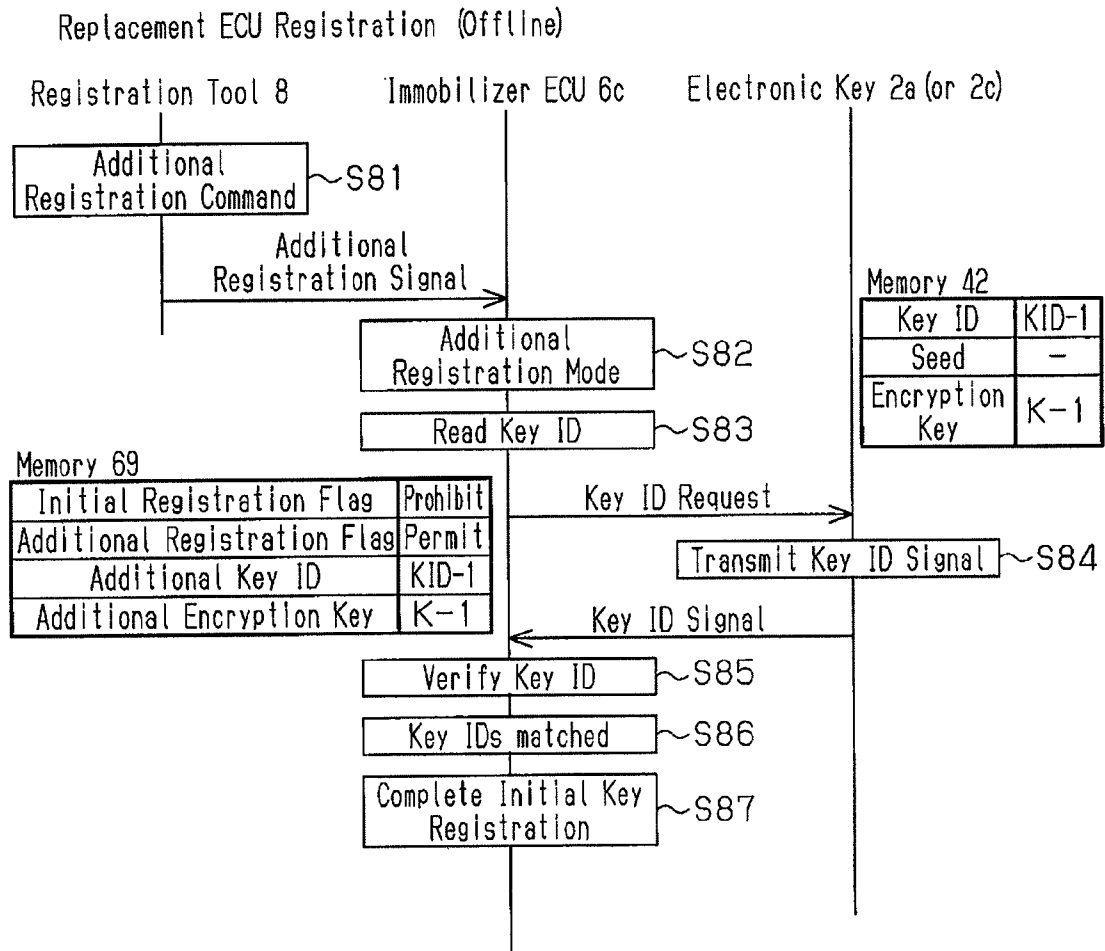 Replacement ECU Registration (Offline)
Registration Tool 8
Immobilizer ECU 6c
Electronic Key 2a (or 2c)
Additional
Registration Command
S81
Additional
Registration Signal
Additional
Registration Mode
S82
Memory 42
Key ID KID-1
Seed –
Encryption
Key K-1
Read Key ID
S83
Memory 69
Initial Registration Flag Prohibit
Additional Registration Flag Permit
Additional Key ID KID-1
Additional Encryption Key K-1
Key ID Request
Transmit Key ID Signal
S84
Key ID Signal
Verify Key ID
S85
Key IDs matched
S86
Complete Initial Key
Registration
S87